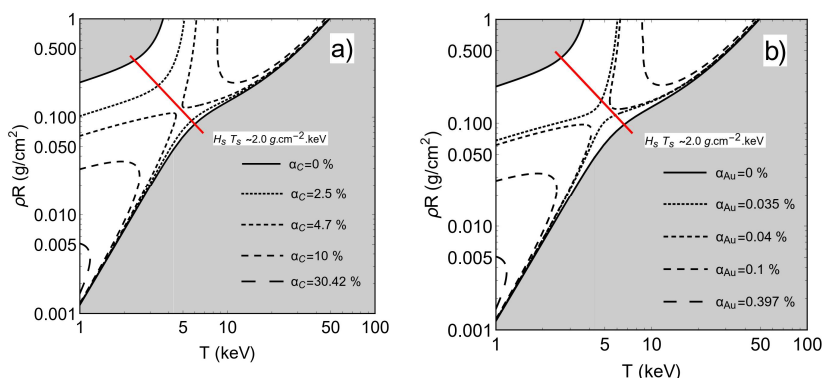 1
0.500
0.100
0.050
0.010
0.005
0.001
ρR (g/cm²)
a)
H_s T_s ~2.0 g.cm⁻².keV
α_C=0 %
α_C=2.5 %
α_C=4.7 %
α_C=10 %
α_C=30.42 %
1 5 10 50 100
T (keV)
1
0.500
0.100
0.050
0.010
0.005
0.001
ρR (g/cm²)
b)
H_s T_s ~2.0 g.cm⁻².keV
α_Au=0 %
α_Au=0.035 %
α_Au=0.04 %
α_Au=0.1 %
α_Au=0.397 %
1 5 10 50 100
T (keV)